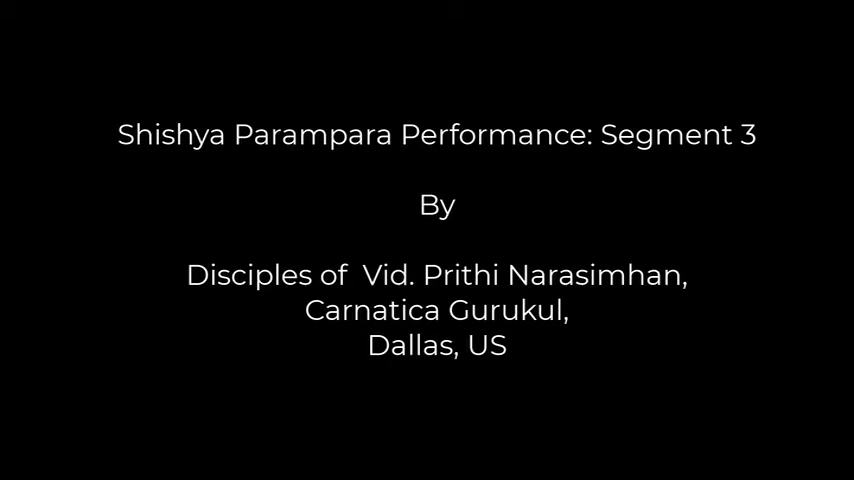 Shishya Parampara Performance: Segment 3
By
Disciples of Vid. Prithi Narasimhan,
Carnatica Gurukul,
Dallas, US